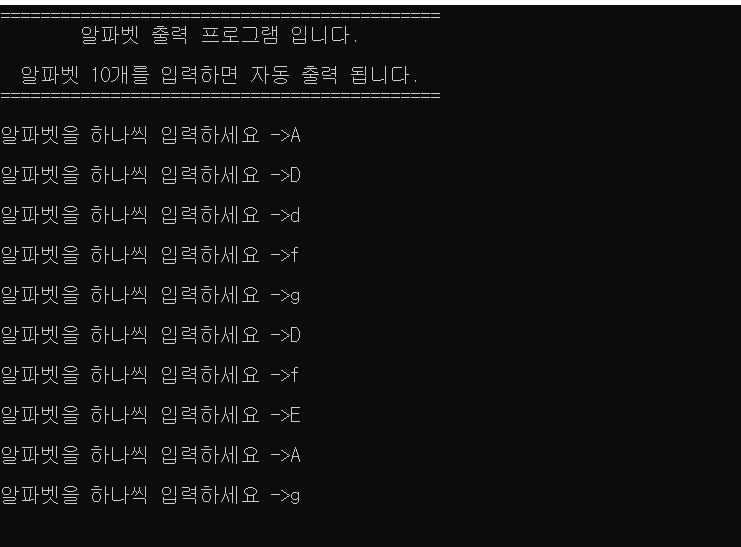 ============================================
알파벳 출력 프로그램 입니다.
알파벳 10개를 입력하면 자동 출력 됩니다.
============================================
알파벳을 하나씩 입력하세요 ->A
알파벳을 하나씩 입력하세요 ->D
알파벳을 하나씩 입력하세요 ->d
알파벳을 하나씩 입력하세요 ->f
알파벳을 하나씩 입력하세요 ->g
알파벳을 하나씩 입력하세요 ->D
알파벳을 하나씩 입력하세요 ->f
알파벳을 하나씩 입력하세요 ->E
알파벳을 하나씩 입력하세요 ->A
알파벳을 하나씩 입력하세요 ->g